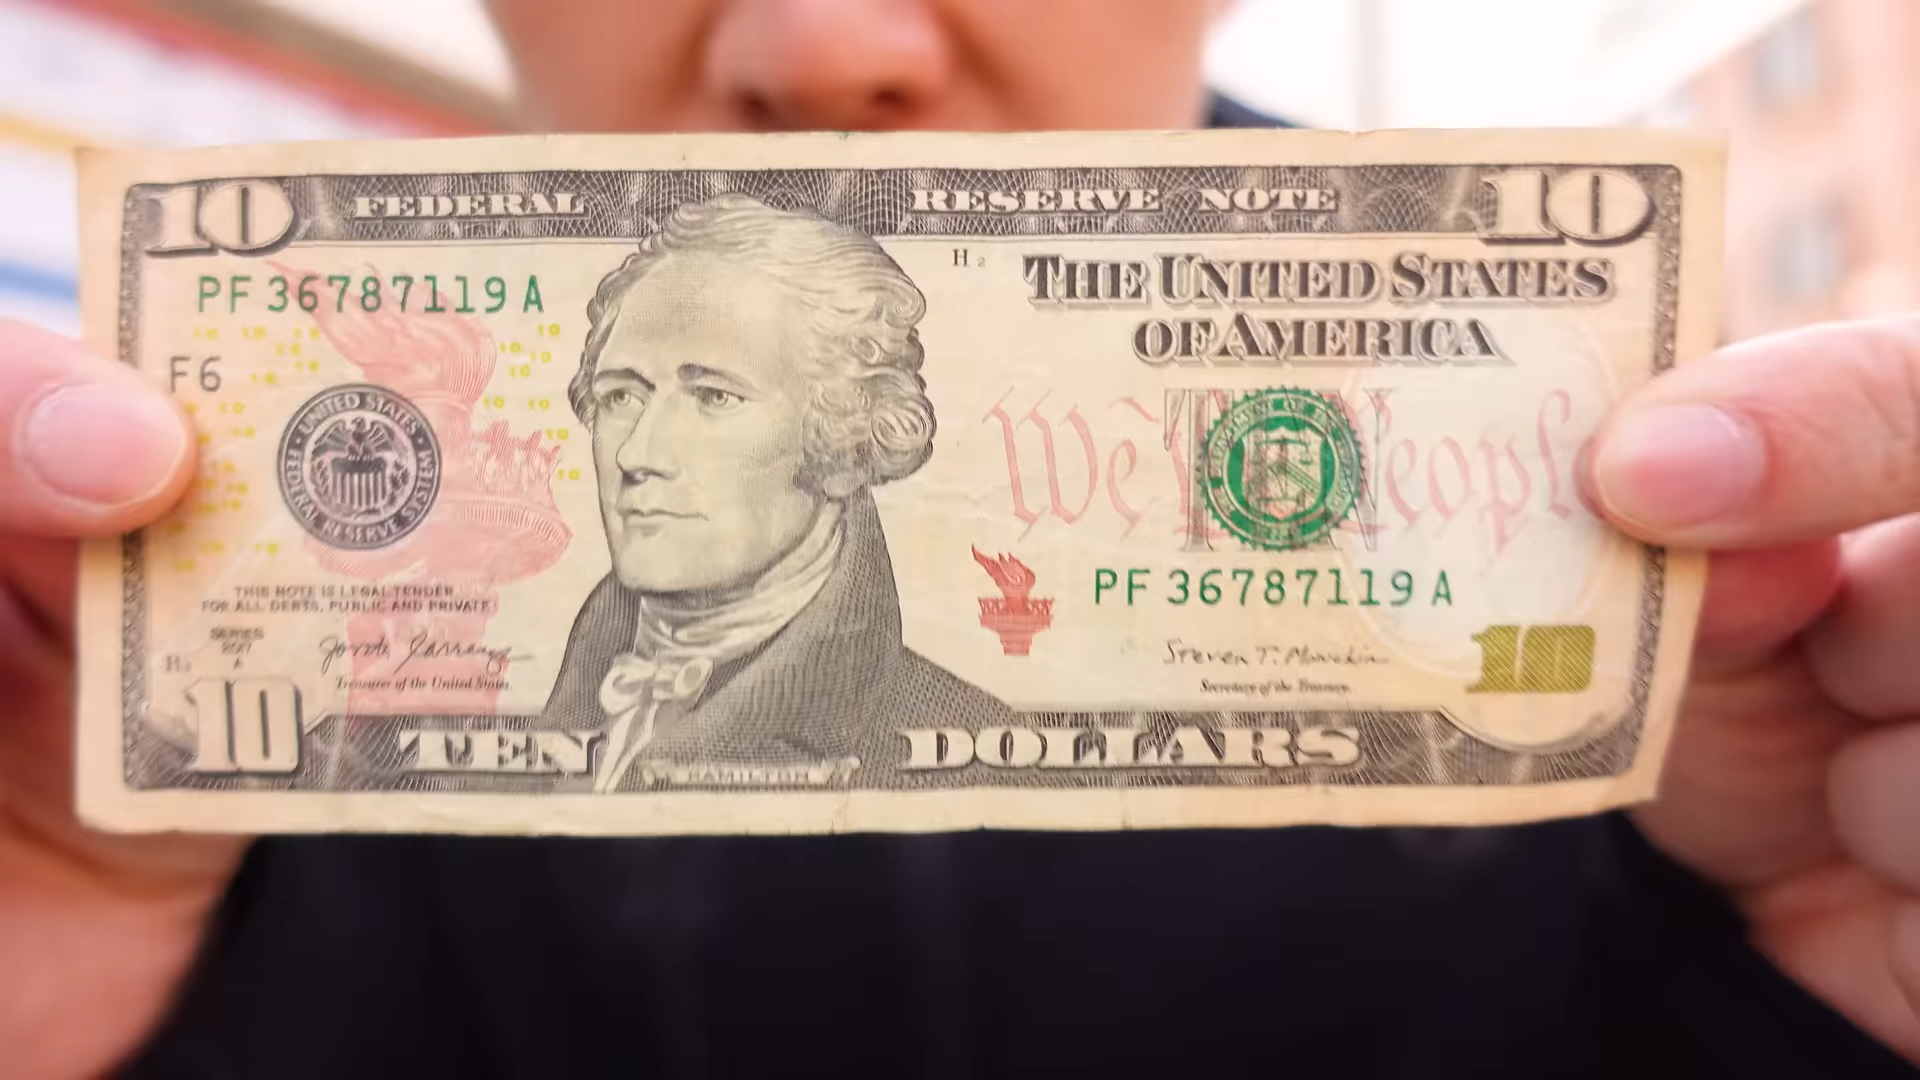 10 FEDERAL RESERVE NOTE 10
H 2
THE UNITED STATES
OF AMERICA
PF 36787119 A
F6
UNITED STATES FEDERAL RESERVE SYSTEM
We the People
THIS NOTE IS LEGAL TENDER
FOR ALL DEBTS, PUBLIC AND PRIVATE
PF 36787119 A
SERIES
2017
A
Treasurer of the United States.
Steven T. Mnuchin
Secretary of the Treasury.
10
10 TEN DOLLARS
HAMILTON